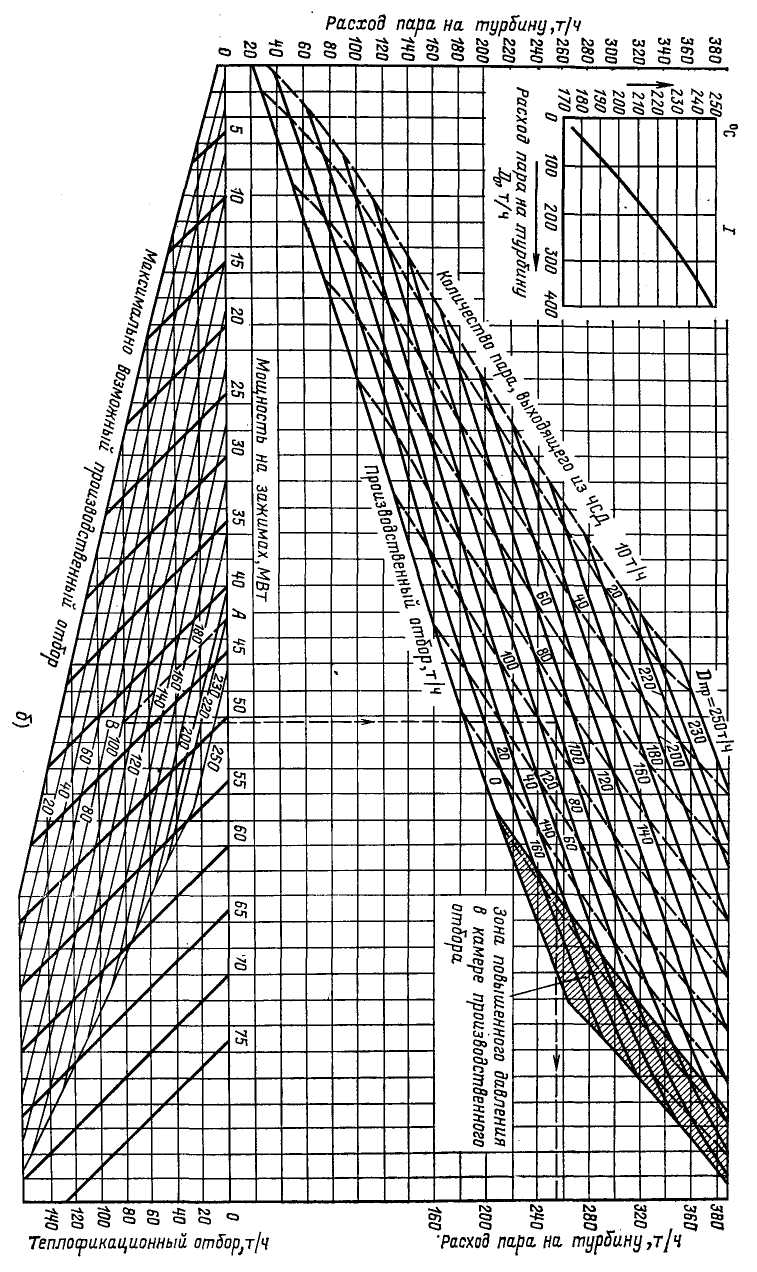 Расход пара на турбину, т/ч
0 20 40 60 80 100 120 140 160 180 200 220 240 260 280 300 320 340 360 380
I
°C
170 180 190 200 210 220 230 240 250
0 100 200 300 400
Расход пара на турбину
Д₀, т/ч
Количество пара, выходящего из ЧСД 10 т/ч
20 40 60 80 100 120 140 160
Dпр=250т/ч
230 220 200 180 160 140 120 100 80 60 40 20 0
Производственный отбор, т/ч
Зона повышенного давления
в камере производственного
отбора
Мощность на зажимах, МВт
5 10 15 20 25 30 35 40 А 45 50 55 60 65 70 75
Максимально возможный производственный отбор
180 160 140 В 100 60 40 20
230 220 200 250 120 80
б)
140 120 100 80 60 40 20 0
Теплофикационный отбор, т/ч
160 200 240 280 320 360 380
Расход пара на турбину, т/ч